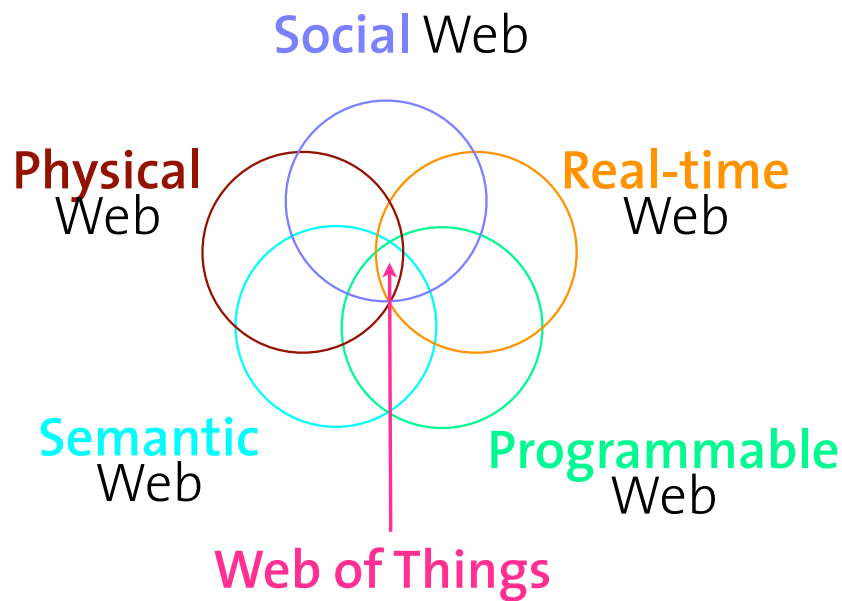 Social Web
Physical
Web
Real-time
Web
Semantic
Web
Programmable
Web
Web of Things